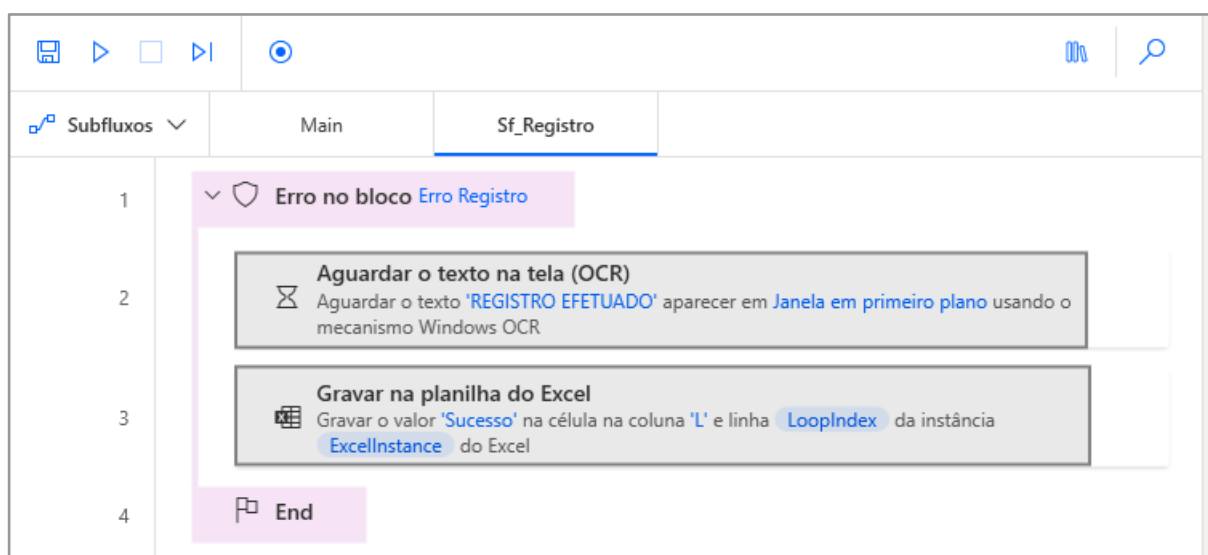 Subfluxos
Main
Sf_Registro
1
Erro no bloco Erro Registro
2
Aguardar o texto na tela (OCR)
Aguardar o texto 'REGISTRO EFETUADO' aparecer em Janela em primeiro plano usando o
mecanismo Windows OCR
3
Gravar na planilha do Excel
Gravar o valor 'Sucesso' na célula na coluna 'L' e linha LoopIndex da instância
ExcelInstance do Excel
4
End